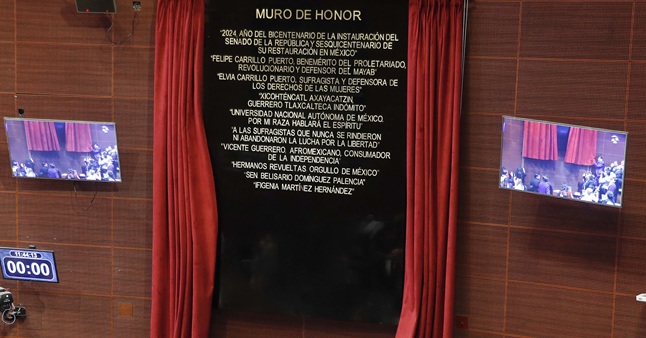 MURO DE HONOR
"2024, AÑO DEL BICENTENARIO DE LA INSTAURACIÓN DEL
SENADO DE LA REPÚBLICA Y SESQUICENTENARIO DE
SU RESTAURACIÓN EN MÉXICO"
"FELIPE CARRILLO PUERTO, BENEMÉRITO DEL PROLETARIADO,
REVOLUCIONARIO Y DEFENSOR DEL MAYAB"
"ELVIA CARRILLO PUERTO, SUFRAGISTA Y DEFENSORA DE
LOS DERECHOS DE LAS MUJERES"
"XICOHTÉNCATL AXAYACATZIN,
GUERRERO TLAXCALTECA INDÓMITO"
"UNIVERSIDAD NACIONAL AUTÓNOMA DE MÉXICO,
POR MI RAZA HABLARÁ EL ESPÍRITU"
"A LAS SUFRAGISTAS QUE NUNCA SE RINDIERON
NI ABANDONARON LA LUCHA POR LA LIBERTAD"
"VICENTE GUERRERO, AFROMEXICANO, CONSUMADOR
DE LA INDEPENDENCIA"
"HERMANOS REVUELTAS, ORGULLO DE MÉXICO"
"SEN. BELISARIO DOMÍNGUEZ PALENCIA"
"IFIGENIA MARTÍNEZ HERNÁNDEZ"
00:00